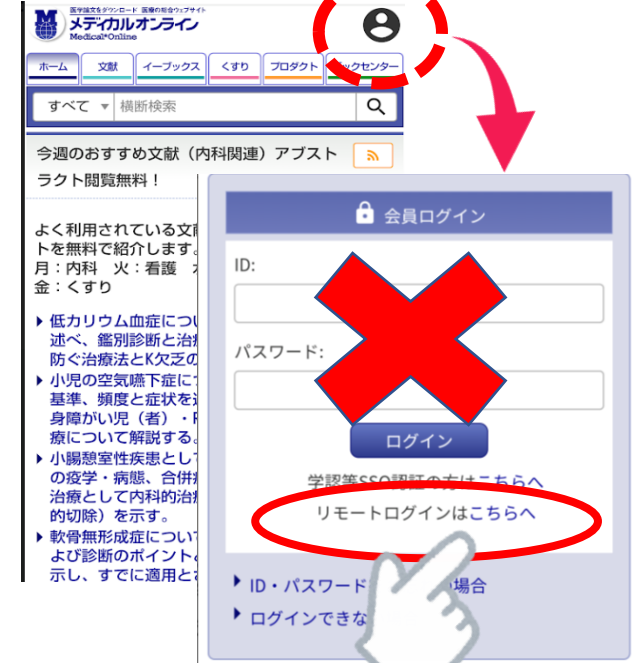 医学論文をダウンロード 医療の総合ウェブサイト
メディカルオンライン
Medical*Online
ホーム 文献 イーブックス くすり プロダクト ックセンター
すべて ▼ 横断検索
今週のおすすめ文献（内科関連）アブスト
ラクト閲覧無料！
よく利用されている文
トを無料で紹介します。
月：内科 火：看護
金：くすり
低カリウム血症につい
述べ、鑑別診断と治
防ぐ治療法とK欠乏の
小児の空気嚥下症に
基準、頻度と症状を
身障がい児（者）・
療について解説する。
小腸憩室性疾患とし
の疫学・病態、合併
治療として内科的治
的切除）を示す。
軟骨無形成症につい
よび診断のポイント
示し、すでに適用と
会員ログイン
ID:
パスワード:
ログイン
学認等SSO認証の方はこちらへ
リモートログインはこちらへ
ID・パスワード 場合
ログインできな